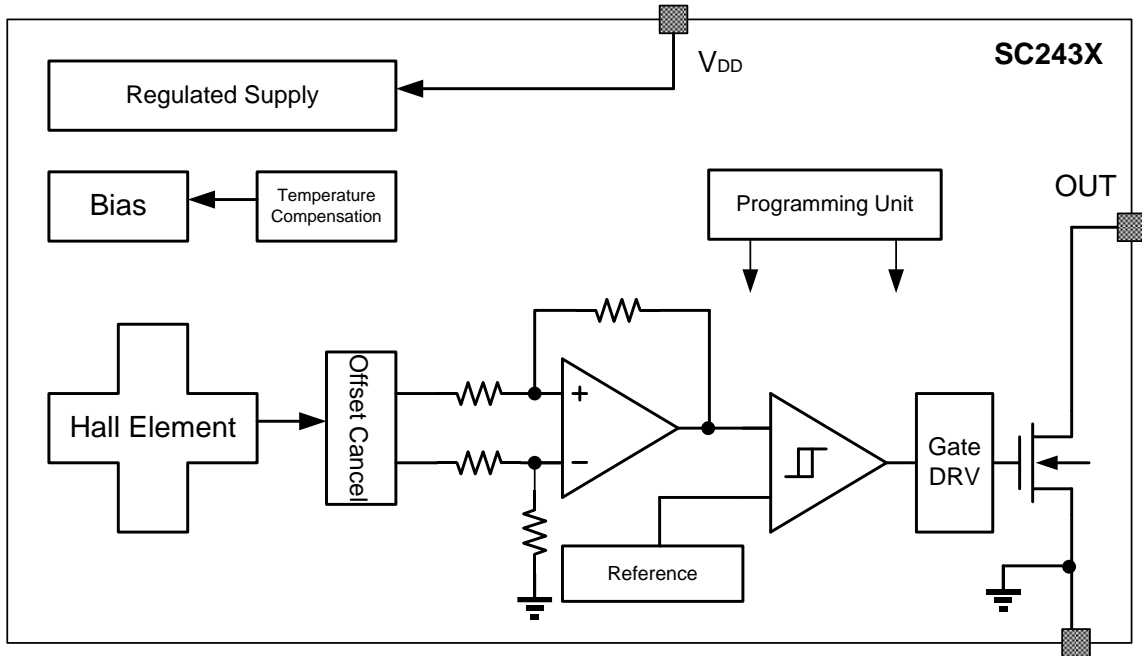 SC243X
VDD
Regulated Supply
OUT
Bias
Temperature
Compensation
Programming Unit
Hall Element
Offset Cancel
+
−
Gate
DRV
Reference